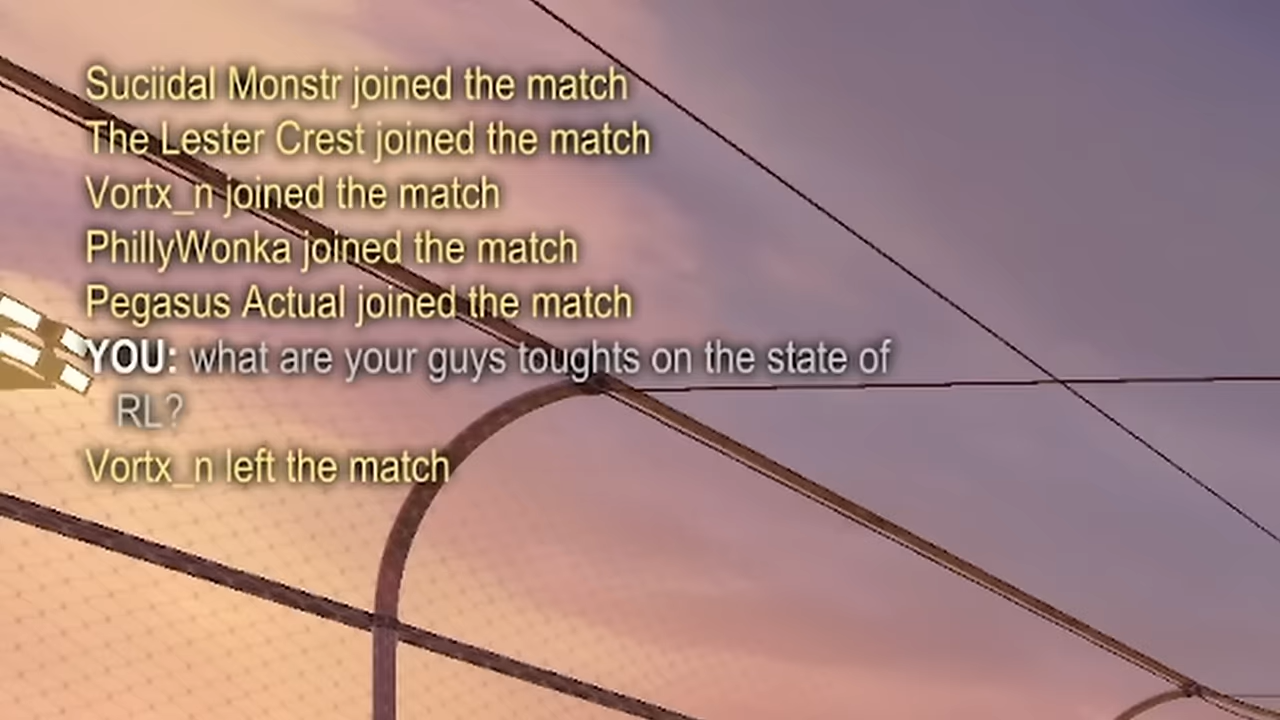 Suciidal Monstr joined the match
The Lester Crest joined the match
Vortx_n joined the match
PhillyWonka joined the match
Pegasus Actual joined the match
YOU: what are your guys toughts on the state of
RL?
Vortx_n left the match